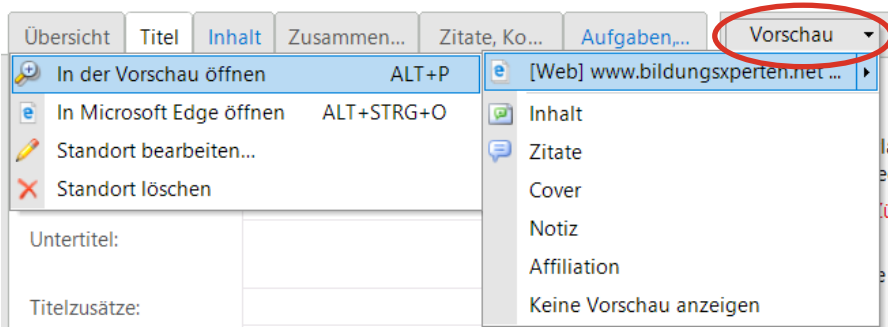 Übersicht Titel Inhalt Zusammen... Zitate, Ko... Aufgaben,... Vorschau
In der Vorschau öffnen ALT+P
In Microsoft Edge öffnen ALT+STRG+O
Standort bearbeiten...
Standort löschen
[Web] www.bildungsxperten.net ...
Inhalt
Zitate
Cover
Notiz
Affiliation
Keine Vorschau anzeigen
Untertitel:
Titelzusätze: